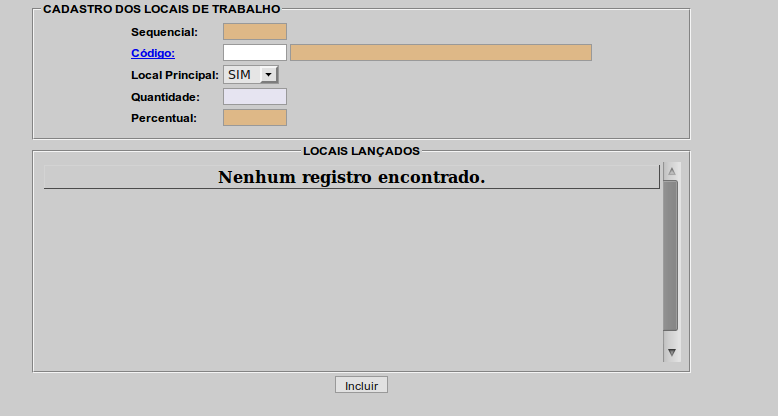 CADASTRO DOS LOCAIS DE TRABALHO
Sequencial:
Código:
Local Principal: SIM
Quantidade:
Percentual:
LOCAIS LANÇADOS
Nenhum registro encontrado.
Incluir